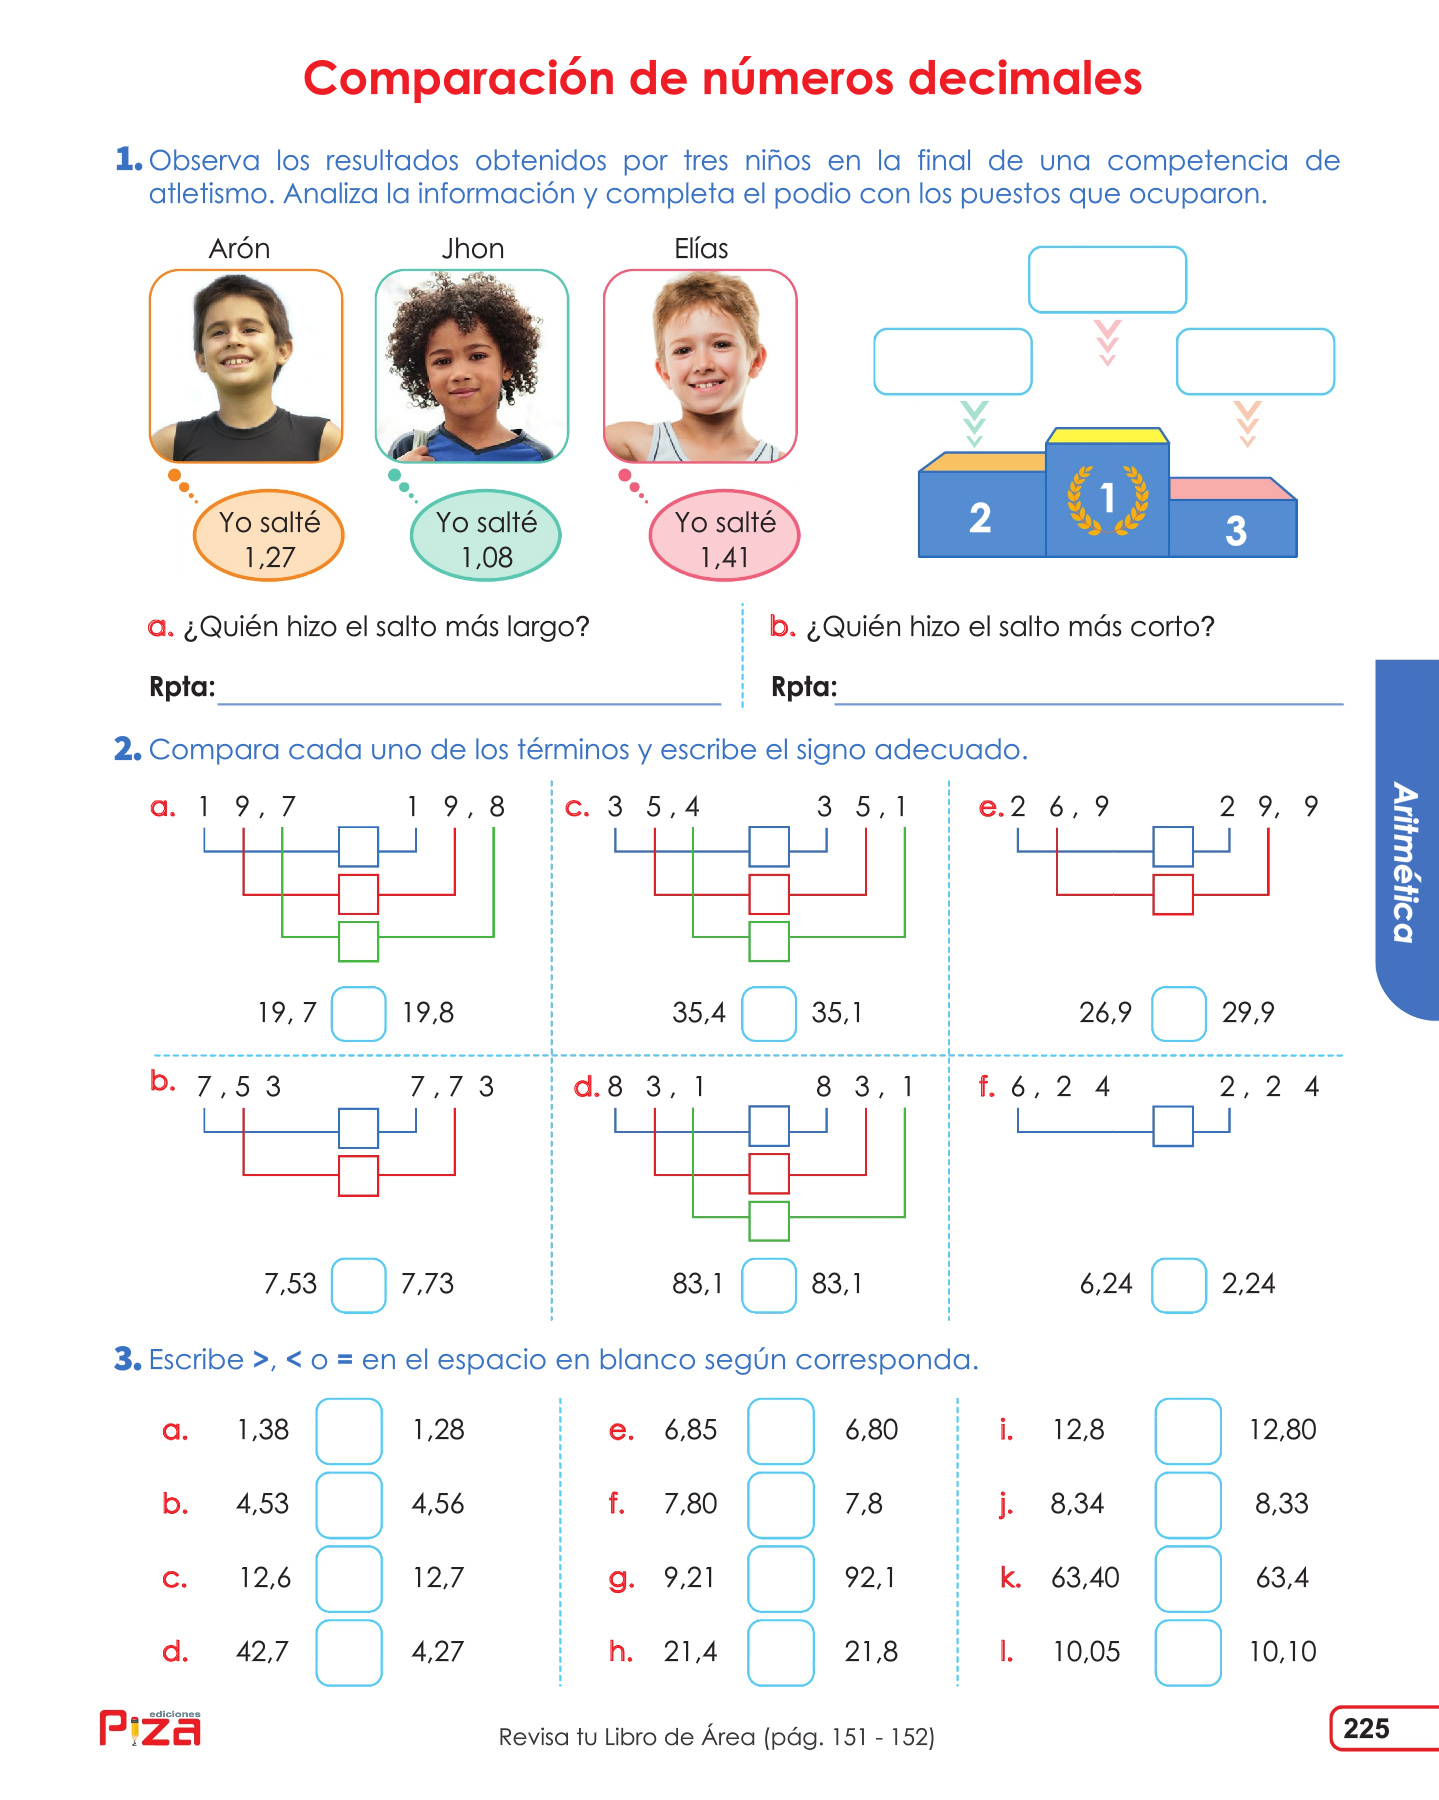 Comparación de números decimales
1. Observa los resultados obtenidos por tres niños en la final de una competencia de
atletismo. Analiza la información y completa el podio con los puestos que ocuparon.
Arón Jhon Elías
Yo salté
1,27
Yo salté
1,08
Yo salté
1,41
2 1 3
a. ¿Quién hizo el salto más largo?
Rpta:
b. ¿Quién hizo el salto más corto?
Rpta:
Aritmética
2. Compara cada uno de los términos y escribe el signo adecuado.
a. 1 9 , 7 1 9 , 8
19, 7 19,8
c. 3 5 , 4 3 5 , 1
35,4 35,1
e. 2 6 , 9 2 9, 9
26,9 29,9
b. 7 , 5 3 7 , 7 3
7,53 7,73
d. 8 3 , 1 8 3 , 1
83,1 83,1
f. 6 , 2 4 2 , 2 4
6,24 2,24
3. Escribe >, < o = en el espacio en blanco según corresponda.
a. 1,38 1,28
b. 4,53 4,56
c. 12,6 12,7
d. 42,7 4,27
e. 6,85 6,80
f. 7,80 7,8
g. 9,21 92,1
h. 21,4 21,8
i. 12,8 12,80
j. 8,34 8,33
k. 63,40 63,4
l. 10,05 10,10
ediciones
Piza
Revisa tu Libro de Área (pág. 151 - 152)
225